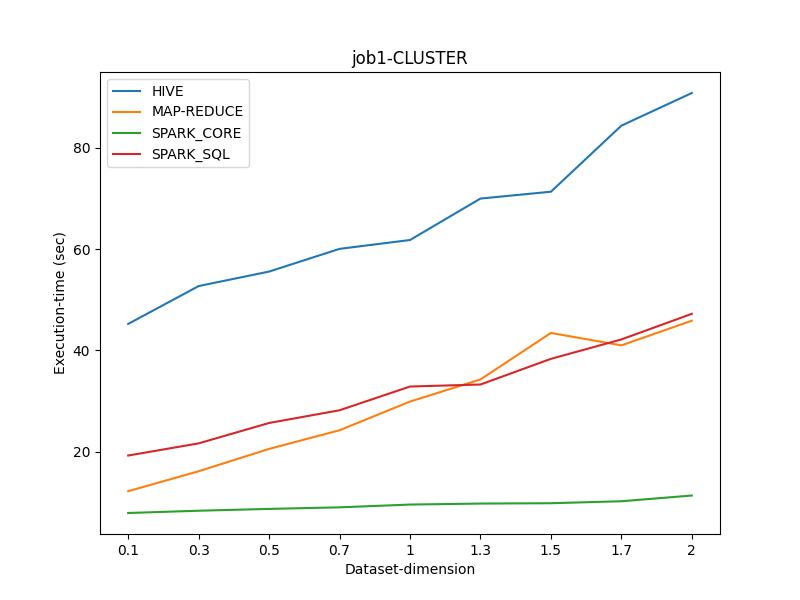 job1-CLUSTER
HIVE
MAP-REDUCE
SPARK_CORE
SPARK_SQL
Execution-time (sec)
80
60
40
20
0.1 0.3 0.5 0.7 1 1.3 1.5 1.7 2
Dataset-dimension